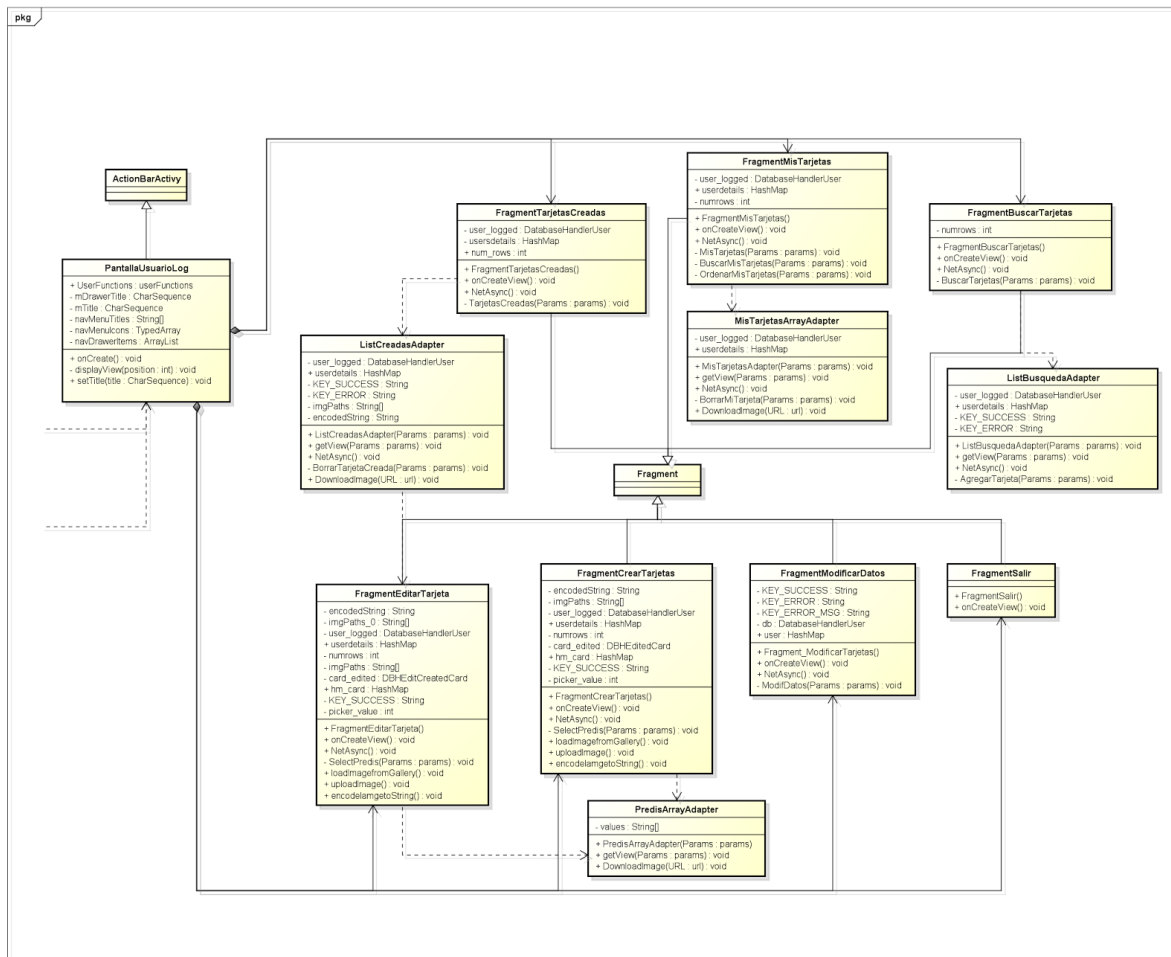 pkg
ActionBarActivy
PantallaUsuarioLog
+ UserFunctions : userFunctions
- mDrawerTitle : CharSequence
- mTitle : CharSequence
- navMenuTitles : String[]
- navMenuIcons : TypedArray
- navDrawerItems : ArrayList
+ onCreate() : void
- displayView(position : int) : void
+ setTitle(title : CharSequence) : void
FragmentTarjetasCreadas
- user_logged : DatabaseHandlerUser
- usersdetails : HashMap
+ num_rows : int
+ FragmentTarjetasCreadas()
+ onCreateView() : void
+ NetAsync() : void
- TarjetasCreadas(Params : params) : void
FragmentMisTarjetas
- user_logged : DatabaseHandlerUser
+ userdetails : HashMap
- numrows : int
+ FragmentMisTarjetas()
+ onCreateView() : void
+ NetAsync() : void
- MisTarjetas(Params : params) : void
- BuscarMisTarjetas(Params : params) : void
- OrdenarMisTarjetas(Params : params) : void
FragmentBuscarTarjetas
- numrows : int
+ FragmentBuscarTarjetas()
+ onCreateView() : void
+ NetAsync() : void
- BuscarTarjetas(Params : params) : void
ListCreadasAdapter
- user_logged : DatabaseHandlerUser
+ userdetails : HashMap
- KEY_SUCCESS : String
- KEY_ERROR : String
- imgPaths : String[]
- encodedString : String
+ ListCreadasAdapter(Params : params) : void
+ getView(Params : params) : void
+ NetAsync() : void
- BorrarTarjetaCreada(Params : params) : void
+ DownloadImage(URL : url) : void
MisTarjetasArrayAdapter
- user_logged : DatabaseHandlerUser
+ userdetails : HashMap
+ MisTarjetasAdapter(Params : params) : void
+ getView(Params : params) : void
+ NetAsync() : void
- BorrarMiTarjeta(Params : params) : void
+ DownloadImage(URL : url) : void
ListBusquedaAdapter
- user_logged : DatabaseHandlerUser
+ userdetails : HashMap
- KEY_SUCCESS : String
- KEY_ERROR : String
+ ListBusquedaAdapter(Params : params) : void
+ getView(Params : params) : void
+ NetAsync() : void
- AgregarTarjeta(Params : params) : void
Fragment
FragmentEditarTarjeta
- encodedString : String
- imgPaths_0 : String[]
- user_logged : DatabaseHandlerUser
+ userdetails : HashMap
- numrows : int
- imgPaths : String[]
- card_edited : DBHEditCreatedCard
+ hm_card : HashMap
- KEY_SUCCESS : String
- picker_value : int
+ FragmentEditarTarjeta()
+ onCreateView() : void
+ NetAsync() : void
- SelectPredis(Params : params) : void
+ loadImagefromGallery() : void
+ uploadImage() : void
+ encodeIamgetoString() : void
FragmentCrearTarjetas
- encodedString : String
- imgPaths : String[]
- user_logged : DatabaseHandlerUser
+ userdetails : HashMap
- numrows : int
- card_edited : DBHEditedCard
+ hm_card : HashMap
- KEY_SUCCESS : String
- picker_value : int
+ FragmentCrearTarjetas()
+ onCreateView() : void
+ NetAsync() : void
- SelectPredis(Params : params) : void
+ loadImagefromGallery() : void
+ uploadImage() : void
+ encodeIamgetoString() : void
FragmentModificarDatos
- KEY_SUCCESS : String
- KEY_ERROR : String
- KEY_ERROR_MSG : String
- db : DatabaseHandlerUser
+ user : HashMap
+ Fragment_ModificarTarjetas()
+ onCreateView() : void
+ NetAsync() : void
- ModifDatos(Params : params) : void
FragmentSalir
+ FragmentSalir()
+ onCreateView() : void
PredisArrayAdapter
- values : String[]
+ PredisArrayAdapter(Params : params)
+ getView(Params : params) : void
+ DownloadImage(URL : url) : void